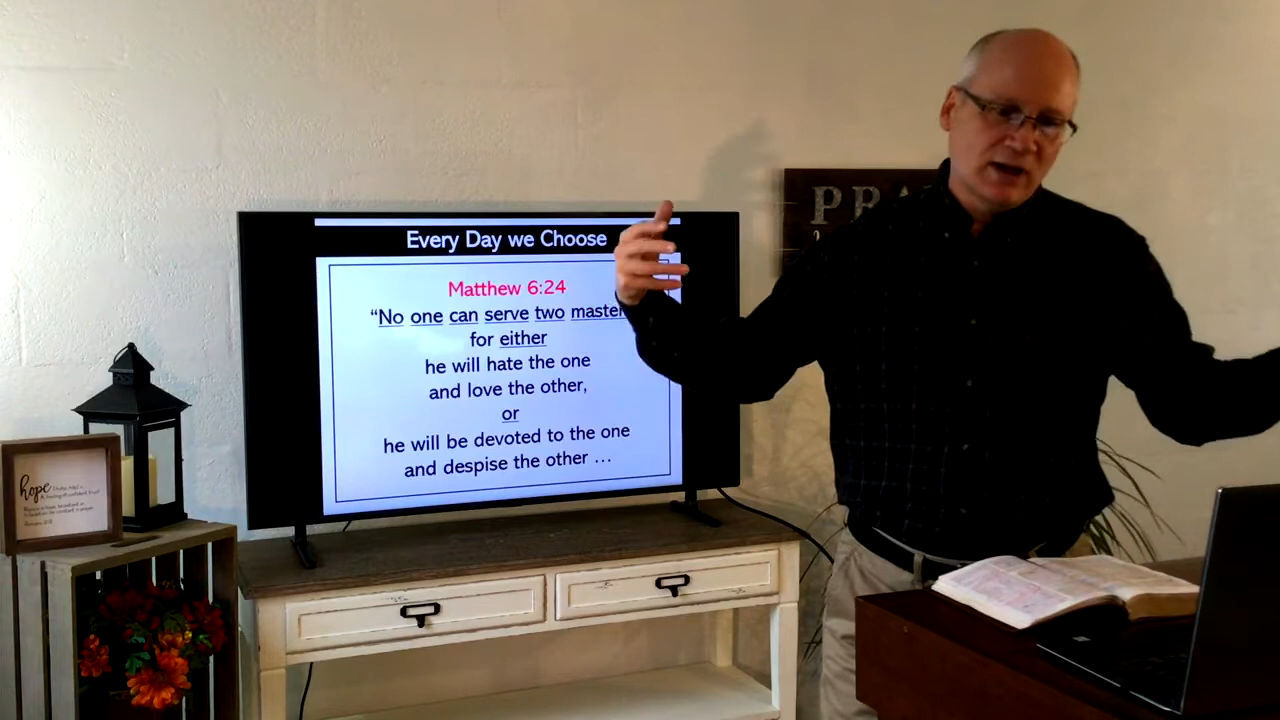 Every Day we Choose
Matthew 6:24
“No one can serve two master
for either
he will hate the one
and love the other,
or
he will be devoted to the one
and despise the other …
PRA
hope